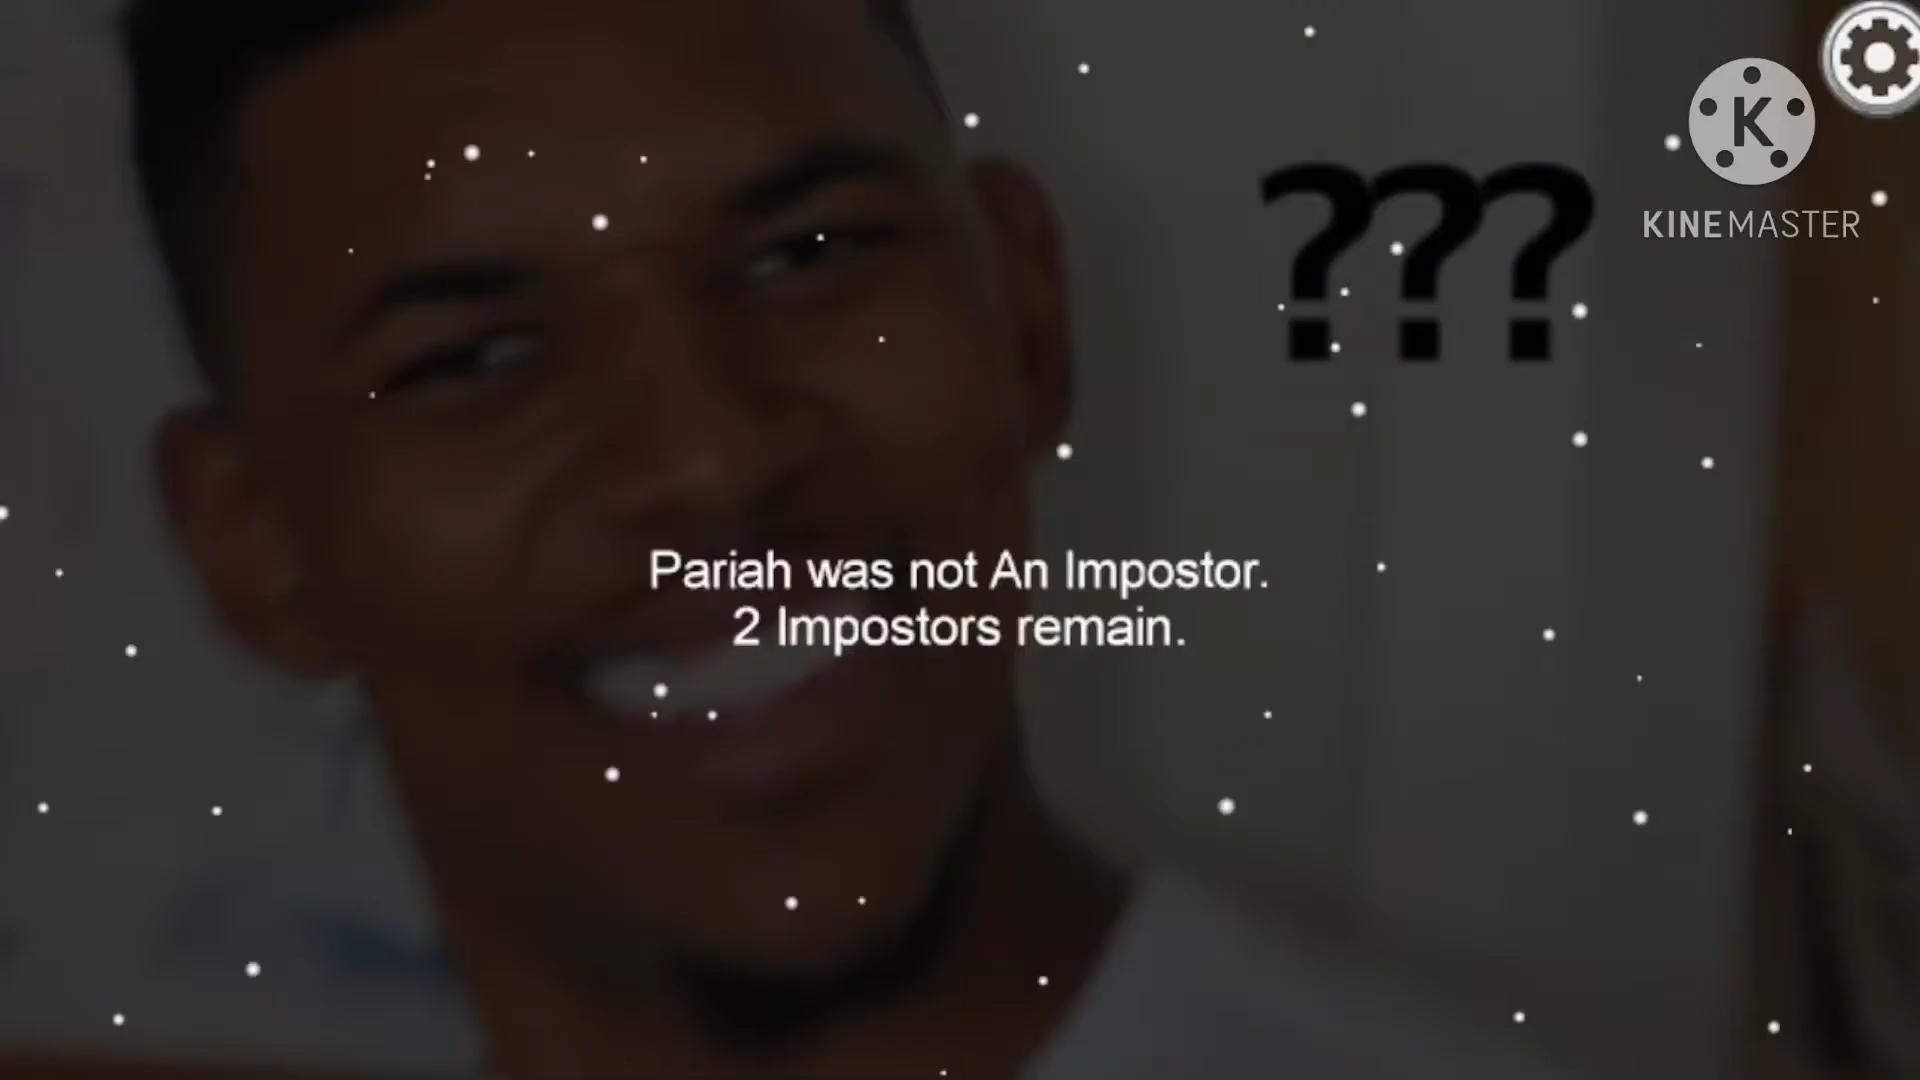 K
KINEMASTER
???
Pariah was not An Impostor.
2 Impostors remain.